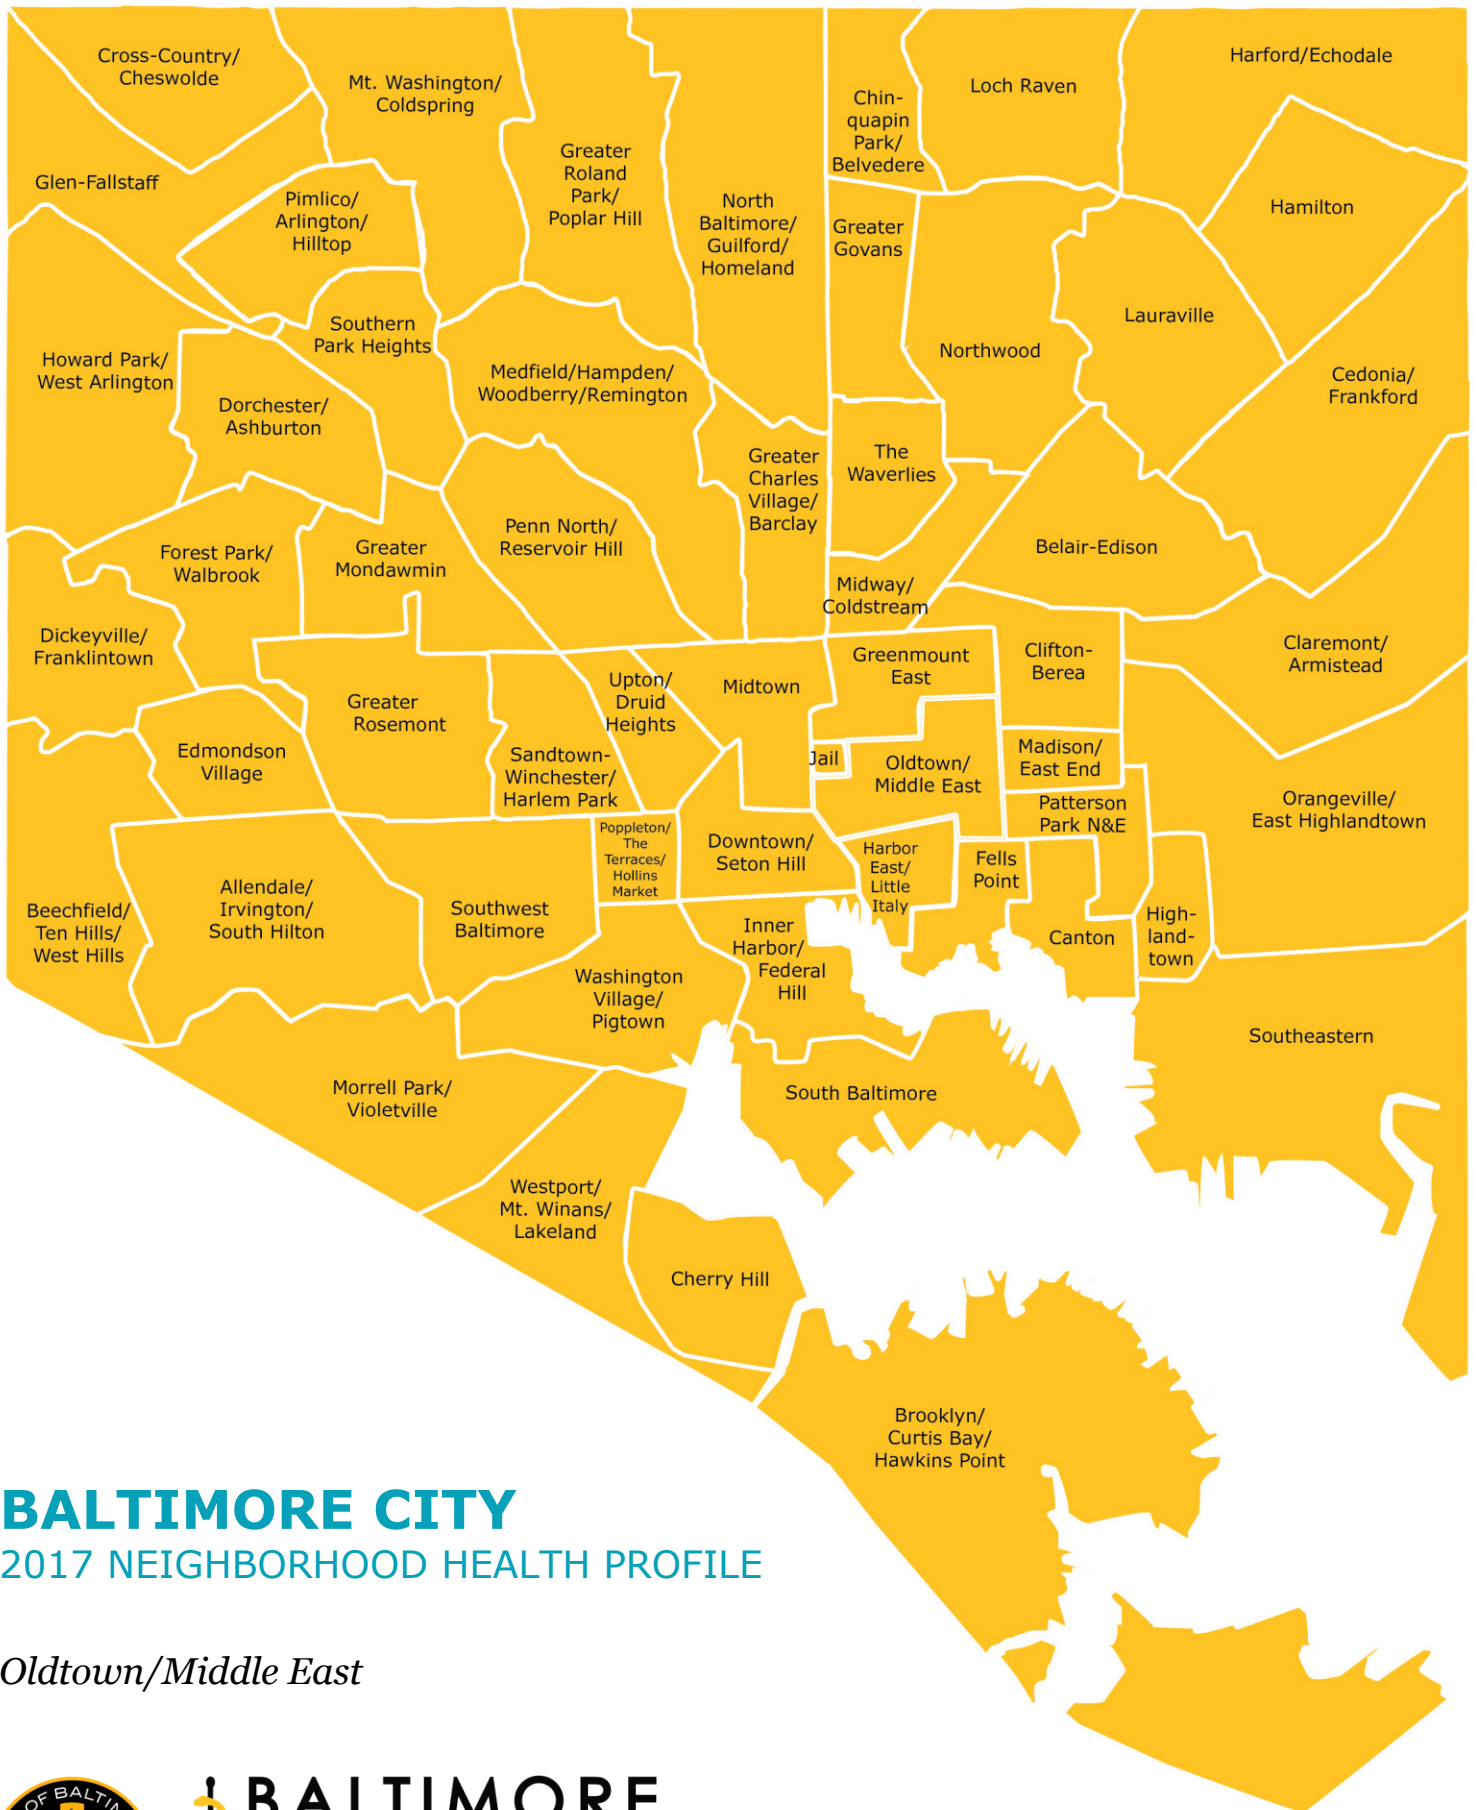 Cross-Country/
Cheswolde
Mt. Washington/
Coldspring
Harford/Echodale
Loch Raven
Chin-
quapin
Park/
Belvedere
Greater
Roland
Park/
Poplar Hill
Glen-Fallstaff
Pimlico/
Arlington/
Hilltop
North
Baltimore/
Guilford/
Homeland
Greater
Govans
Hamilton
Lauraville
Southern
Park Heights
Howard Park/
West Arlington
Northwood
Medfield/Hampden/
Woodberry/Remington
Cedonia/
Frankford
Dorchester/
Ashburton
Greater
Charles
Village/
Barclay
The
Waverlies
Penn North/
Reservoir Hill
Forest Park/
Walbrook
Greater
Mondawmin
Belair-Edison
Midway/
Coldstream
Dickeyville/
Franklintown
Greenmount
East
Clifton-
Berea
Claremont/
Armistead
Upton/
Druid
Heights
Midtown
Greater
Rosemont
Edmondson
Village
Sandtown-
Winchester/
Harlem Park
Jail
Oldtown/
Middle East
Madison/
East End
Patterson
Park N&E
Orangeville/
East Highlandtown
Poppleton/
The
Terraces/
Hollins
Market
Downtown/
Seton Hill
Harbor
East/
Little
Italy
Fells
Point
Allendale/
Irvington/
South Hilton
Beechfield/
Ten Hills/
West Hills
Southwest
Baltimore
Inner
Harbor/
Federal
Hill
Canton
High-
land-
town
Washington
Village/
Pigtown
Southeastern
Morrell Park/
Violetville
South Baltimore
Westport/
Mt. Winans/
Lakeland
Cherry Hill
Brooklyn/
Curtis Bay/
Hawkins Point
BALTIMORE CITY
2017 NEIGHBORHOOD HEALTH PROFILE
Oldtown/Middle East
BALTIMORE